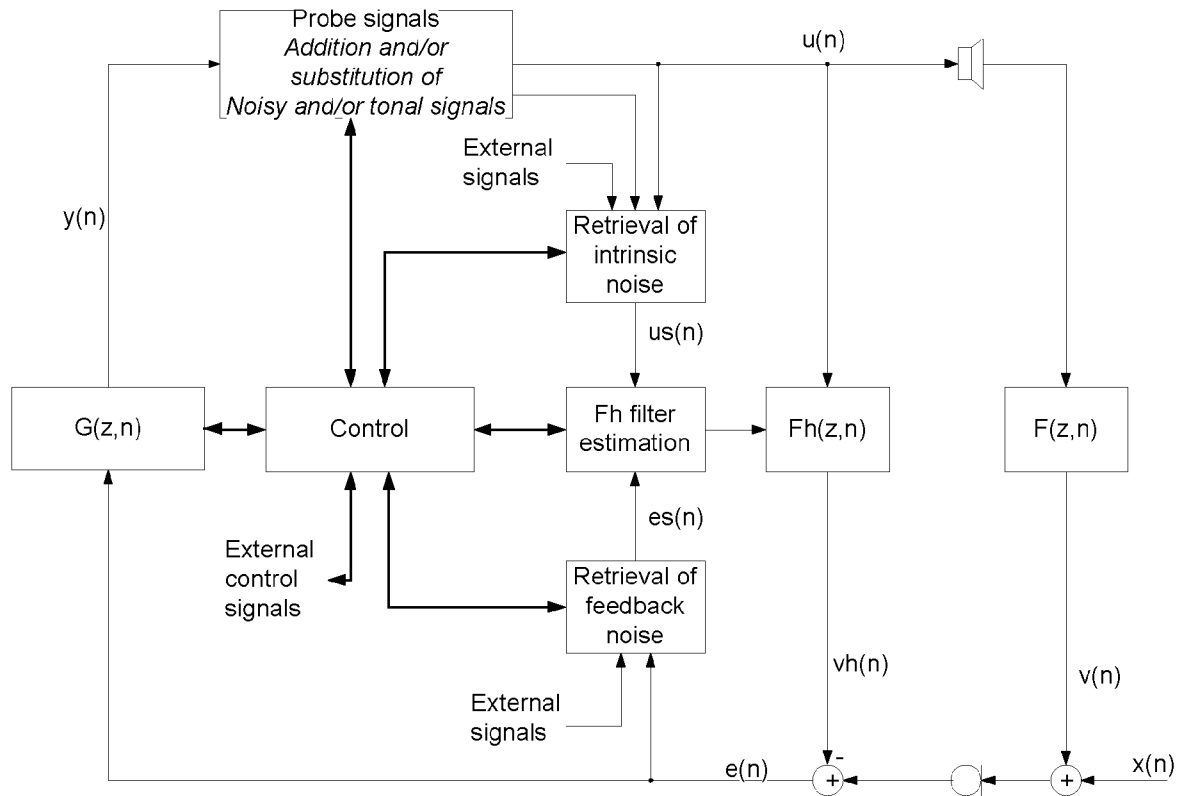 Probe signals
Addition and/or
substitution of
Noisy and/or tonal signals
u(n)
External
signals
y(n)
Retrieval of
intrinsic
noise
us(n)
G(z,n)
Control
Fh filter
estimation
Fh(z,n)
F(z,n)
es(n)
External
control
signals
Retrieval of
feedback
noise
vh(n)
v(n)
External
signals
e(n)
-
+
+
x(n)